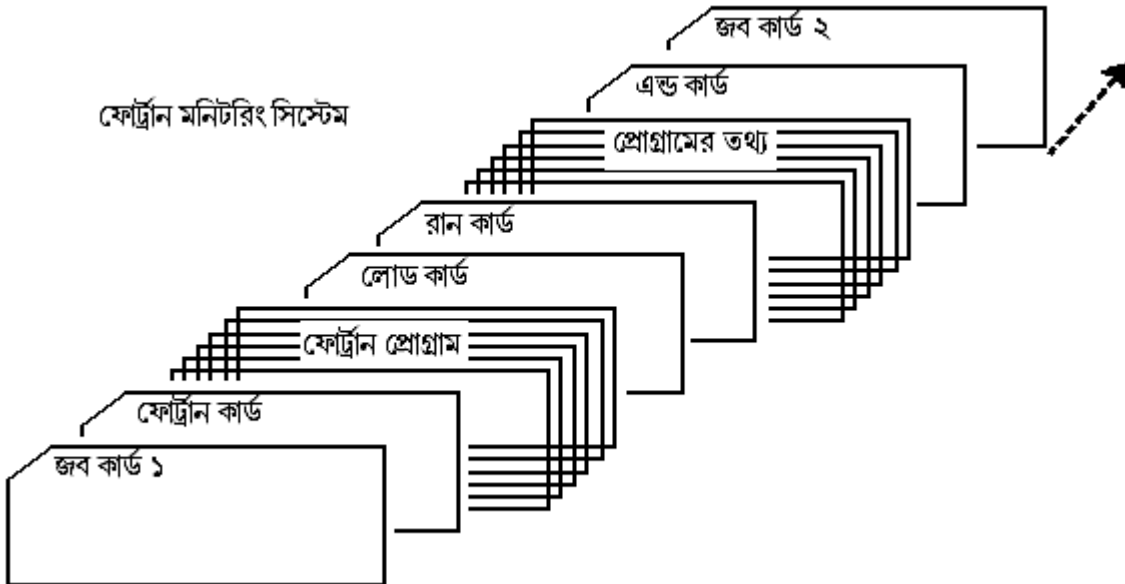 জব কার্ড ২
এন্ড কার্ড
ফোর্ট্রান মনিটরিং সিস্টেম
প্রোগ্রামের তথ্য
রান কার্ড
লোড কার্ড
ফোর্ট্রান প্রোগ্রাম
ফোর্ট্রান কার্ড
জব কার্ড ১